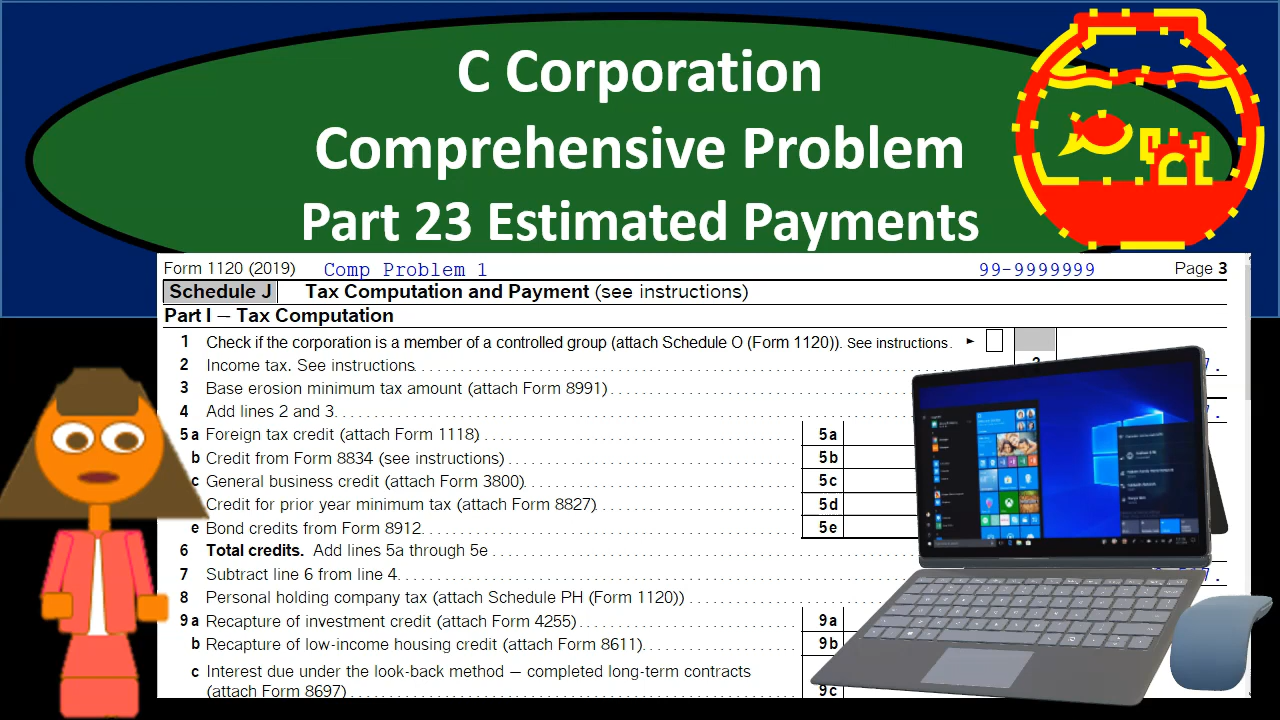 C Corporation
Comprehensive Problem
Part 23 Estimated Payments
Form 1120 (2019) Comp Problem 1 99-9999999 Page 3
Schedule J Tax Computation and Payment (see instructions)
Part I – Tax Computation
1 Check if the corporation is a member of a controlled group (attach Schedule O (Form 1120)). See instructions.
2 Income tax. See instructions
3 Base erosion minimum tax amount (attach Form 8991)
4 Add lines 2 and 3
5a Foreign tax credit (attach Form 1118) 5a
b Credit from Form 8834 (see instructions) 5b
c General business credit (attach Form 3800) 5c
Credit for prior year minimum tax (attach Form 8827) 5d
e Bond credits from Form 8912 5e
6 Total credits. Add lines 5a through 5e
7 Subtract line 6 from line 4
8 Personal holding company tax (attach Schedule PH (Form 1120))
9a Recapture of investment credit (attach Form 4255) 9a
b Recapture of low-income housing credit (attach Form 8611) 9b
c Interest due under the look-back method – completed long-term contracts
(attach Form 8697) 9c